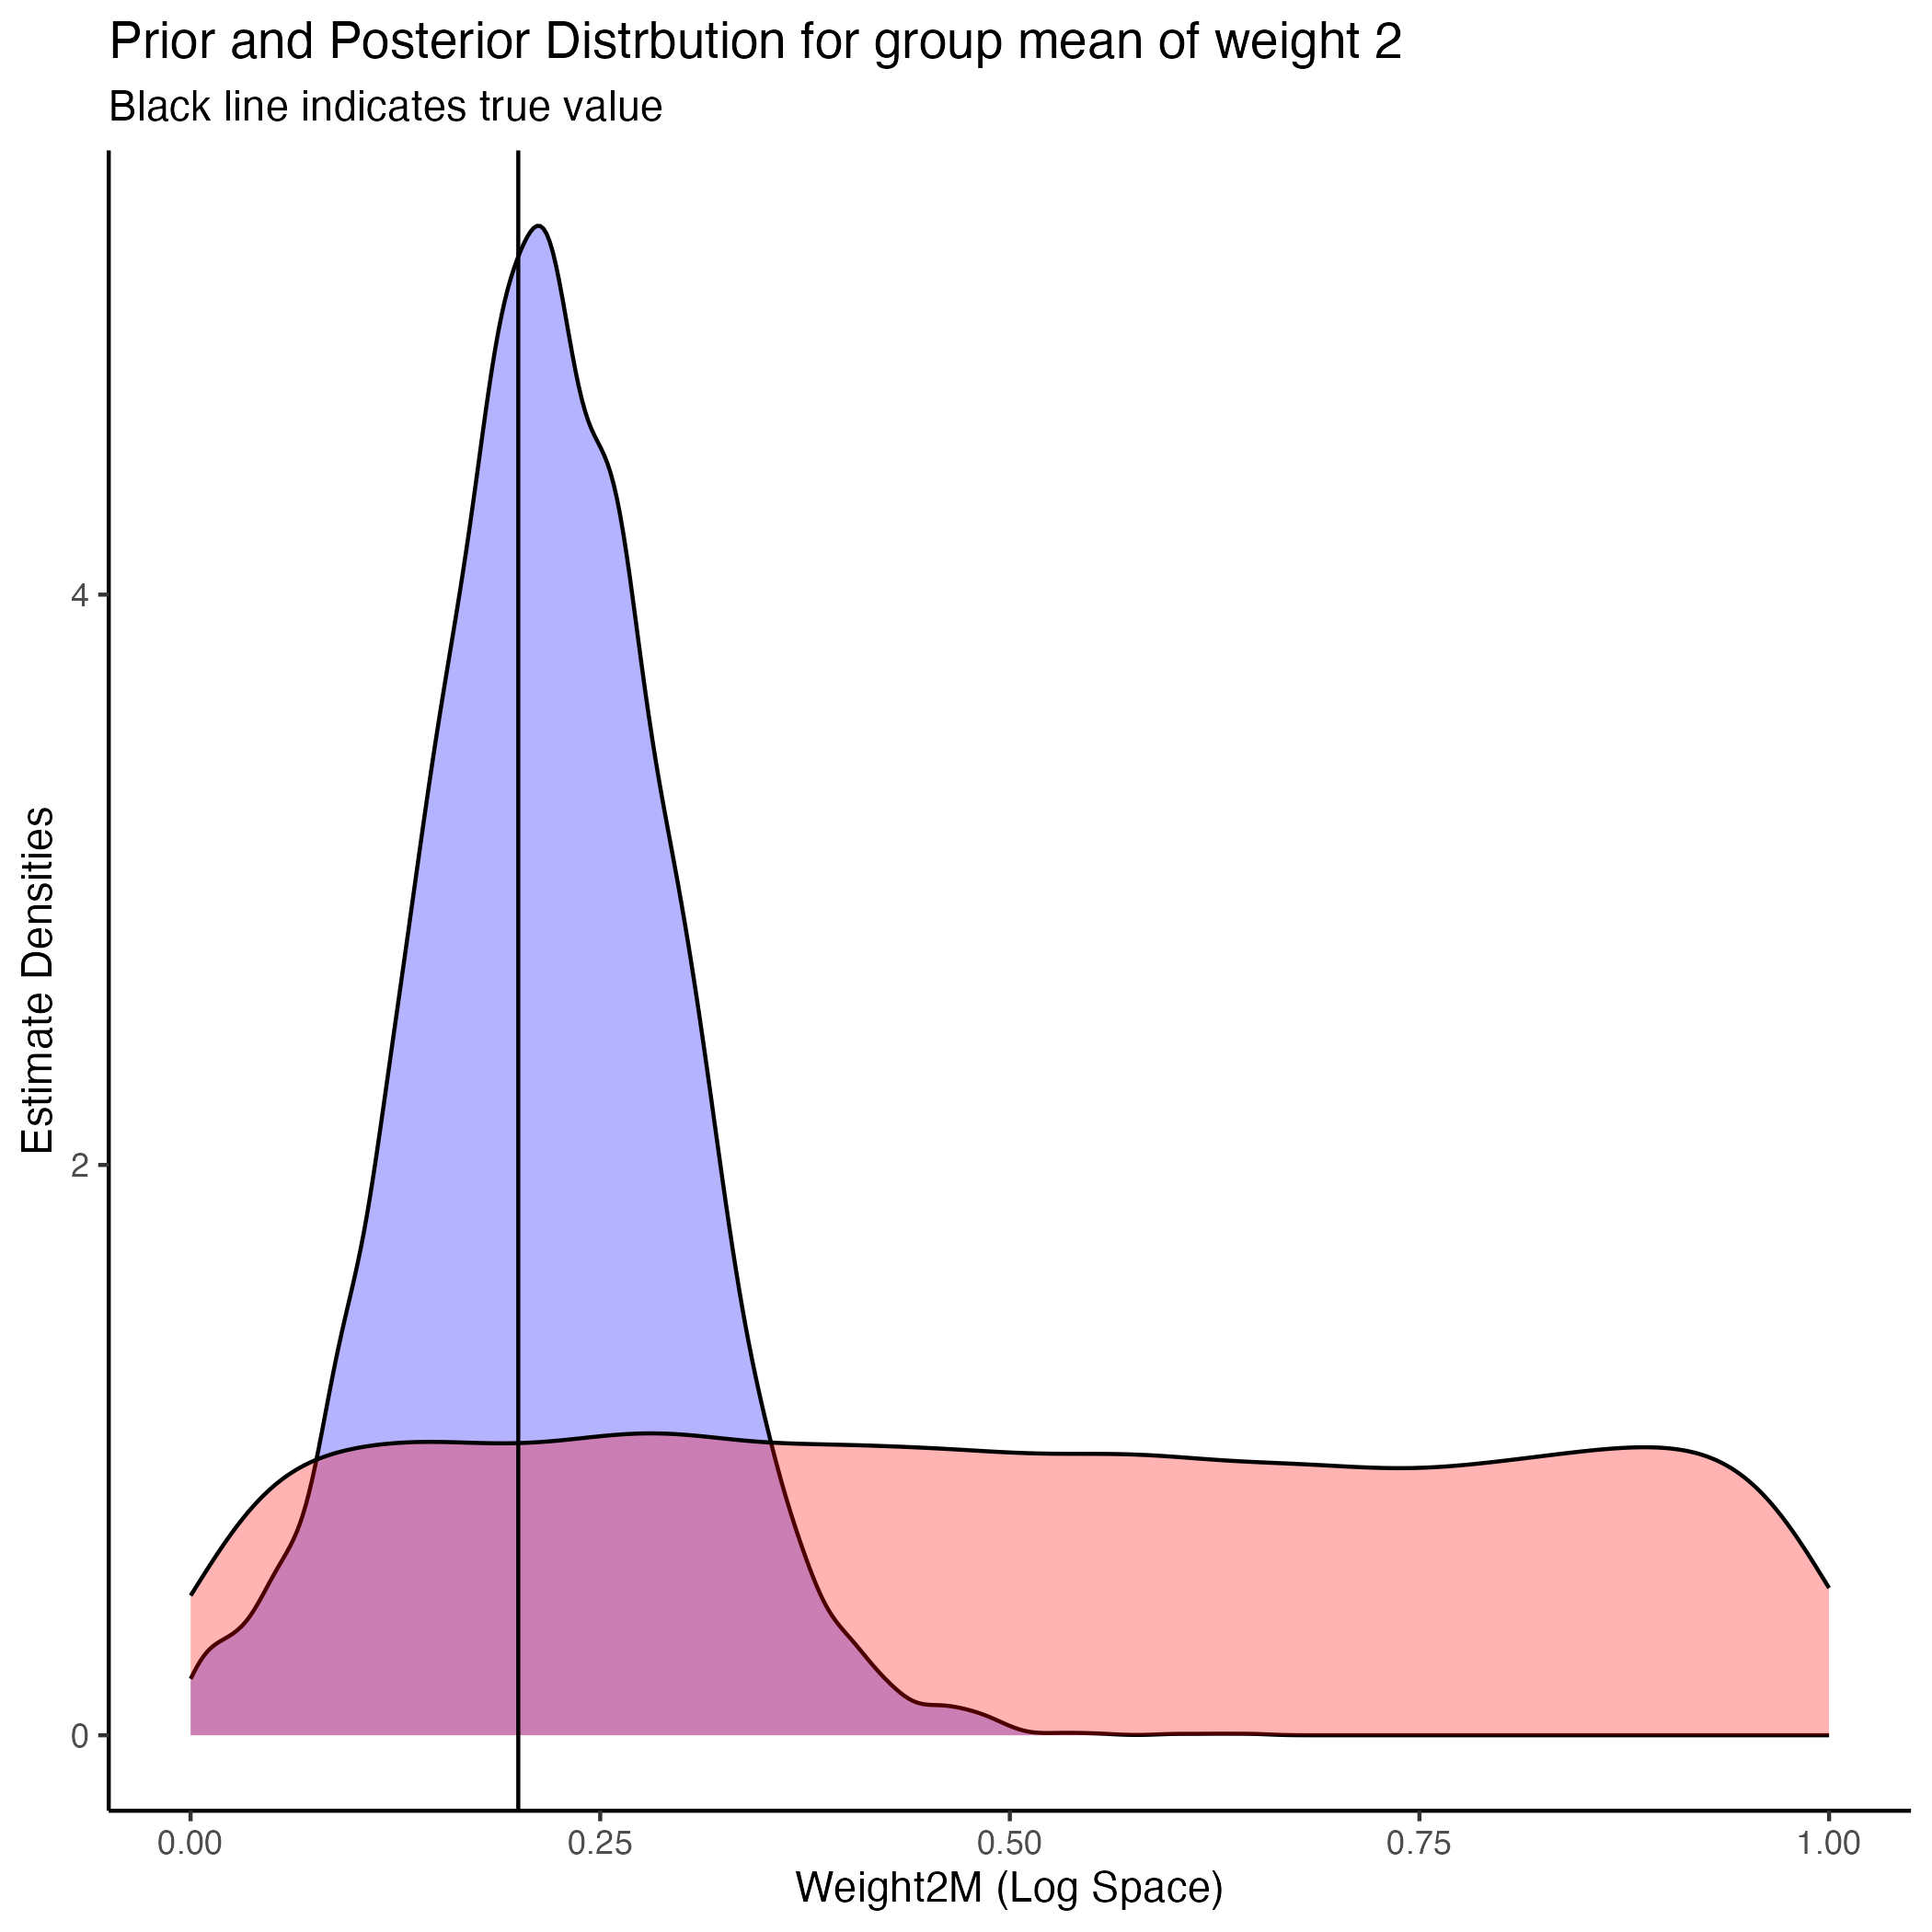 Prior and Posterior Distrbution for group mean of weight 2
Black line indicates true value
Estimate Densities
4
2
0
0.00
0.25
0.50
0.75
1.00
Weight2M (Log Space)